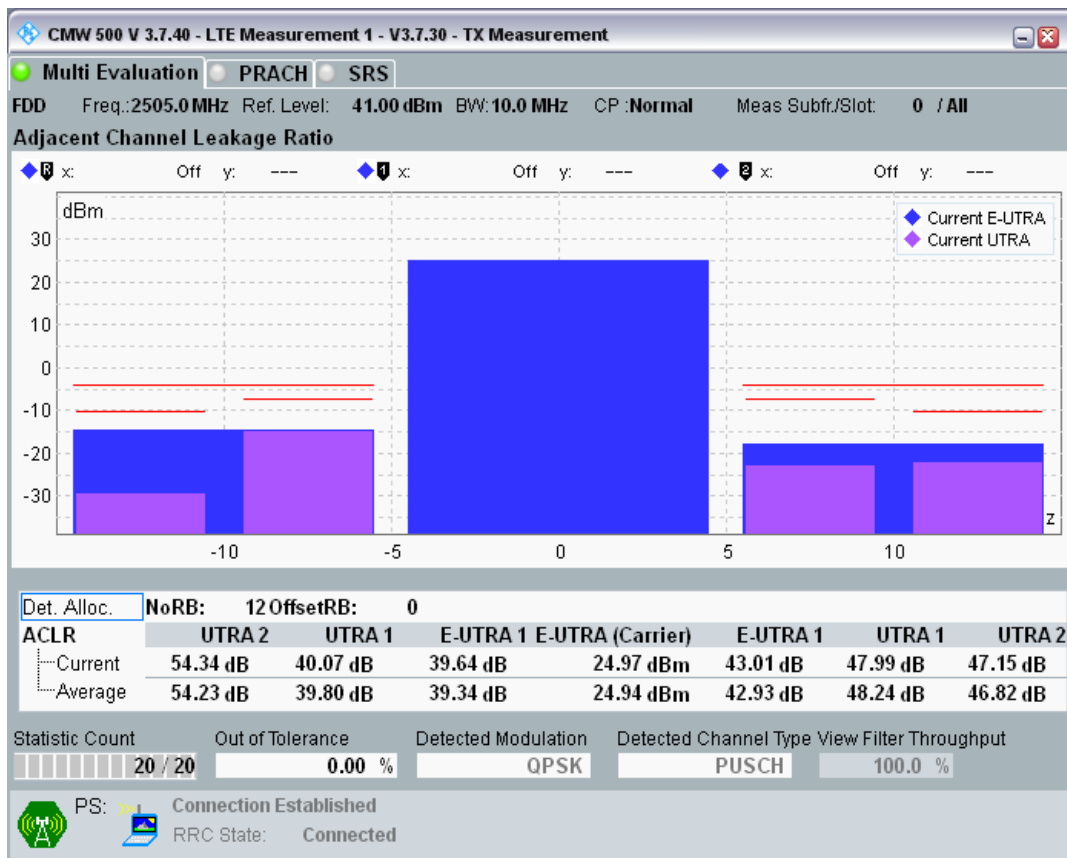 CMW 500 V 3.7.40 - LTE Measurement 1 - V3.7.30 - TX Measurement
Multi Evaluation PRACH SRS
FDD Freq.:2505.0 MHz Ref. Level: 41.00 dBm BW:10.0 MHz CP :Normal Meas Subfr./Slot: 0 / All
Adjacent Channel Leakage Ratio
R x: Off y: --- 1 x: Off y: --- 2 x: Off y: ---
dBm
Current E-UTRA
Current UTRA
30
20
10
0
-10
-20
-30
z
-10 -5 0 5 10
Det. Alloc. NoRB: 12 OffsetRB: 0
ACLR UTRA 2 UTRA 1 E-UTRA 1 E-UTRA (Carrier) E-UTRA 1 UTRA 1 UTRA 2
Current 54.34 dB 40.07 dB 39.64 dB 24.97 dBm 43.01 dB 47.99 dB 47.15 dB
Average 54.23 dB 39.80 dB 39.34 dB 24.94 dBm 42.93 dB 48.24 dB 46.82 dB
Statistic Count Out of Tolerance Detected Modulation Detected Channel Type View Filter Throughput
20 / 20 0.00 % QPSK PUSCH 100.0 %
PS: Connection Established
RRC State: Connected